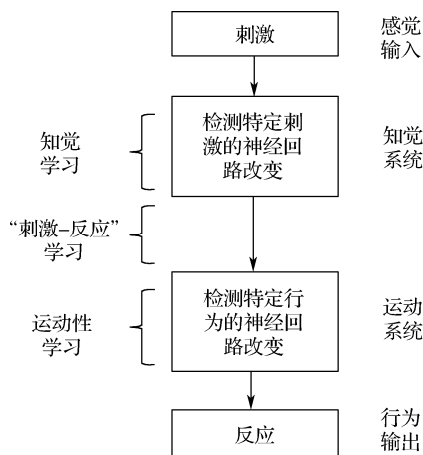 刺激
感觉
输入
知觉
学习
检测特定刺
激的神经回
路改变
知觉
系统
“刺激–反应”
学习
运动性
学习
检测特定行
为的神经回
路改变
运动
系统
反应
行为
输出